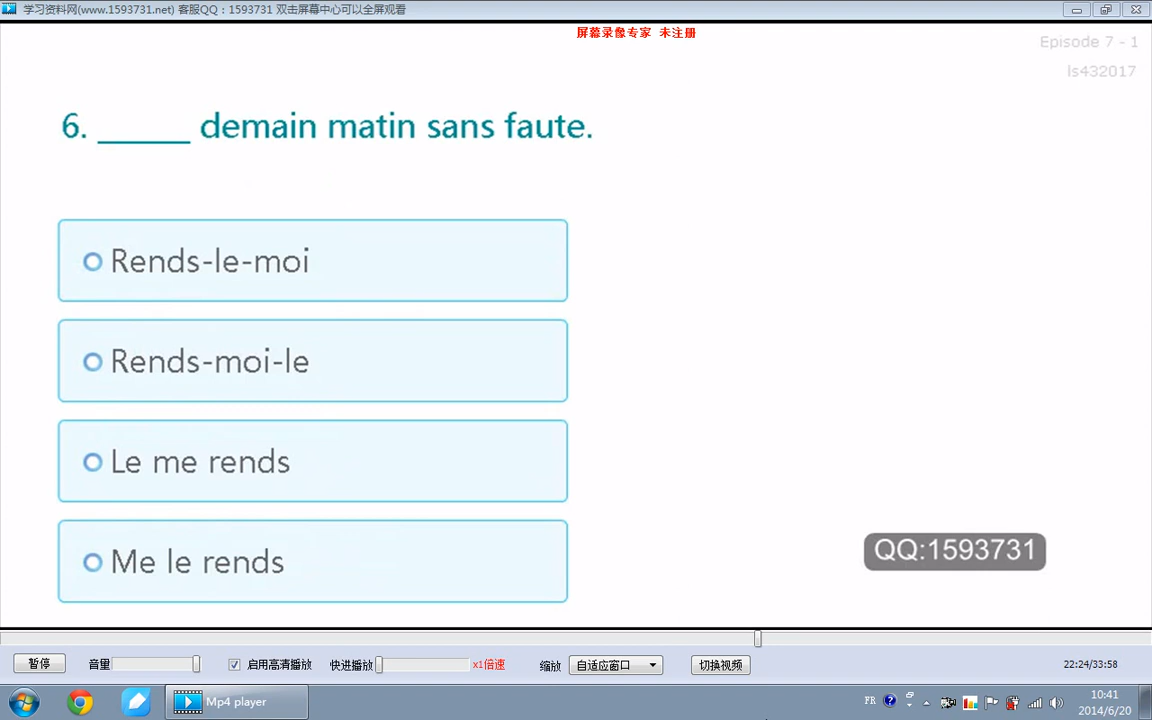 学习资料网(www.1593731.net) 客服QQ：1593731 双击屏幕中心可以全屏观看
屏幕录像专家 未注册
Episode 7 - 1
ls432017
6. ______ demain matin sans faute.
Rends-le-moi
Rends-moi-le
Le me rends
Me le rends
QQ:1593731
暂停 音量 启用高清播放 快进播放 x1倍速 缩放 自适应窗口 切换视频 22:24/33:58
Mp4 player FR 10:41
2014/6/20